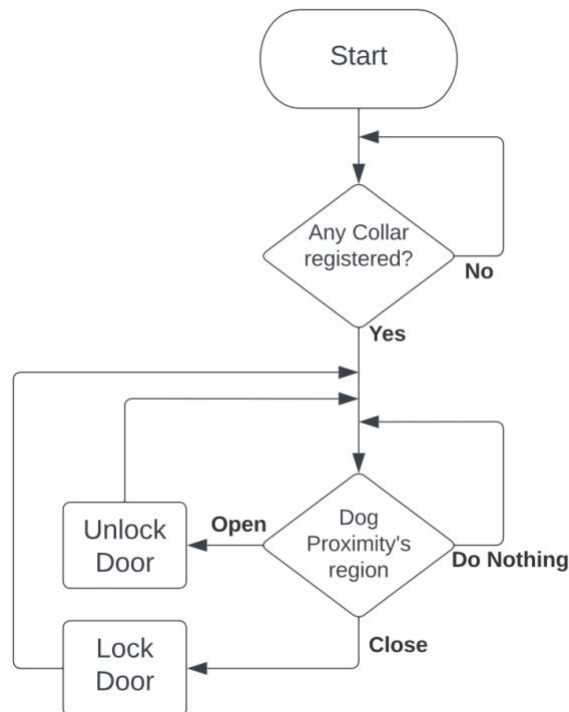 Start
Any Collar
registered?
No
Yes
Unlock
Door
Open
Dog
Proximity's
region
Do Nothing
Close
Lock
Door